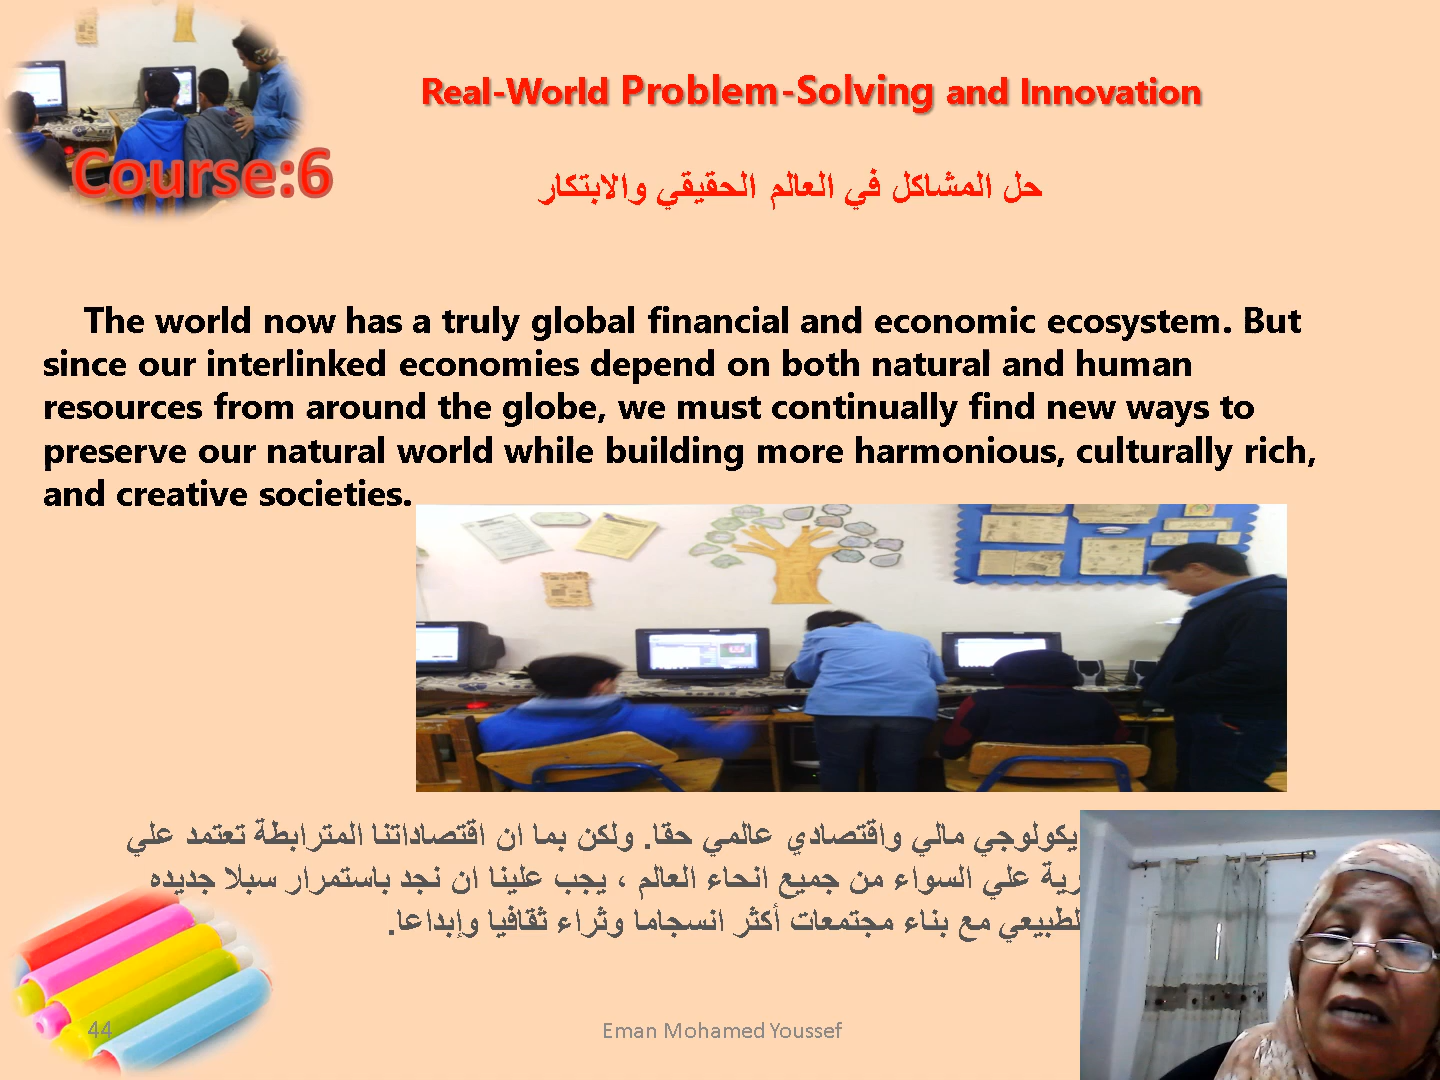 Course:6
Real-World Problem-Solving and Innovation
حل المشاكل في العالم الحقيقي والابتكار
The world now has a truly global financial and economic ecosystem. But
since our interlinked economies depend on both natural and human
resources from around the globe, we must continually find new ways to
preserve our natural world while building more harmonious, culturally rich,
and creative societies.
مالي واقتصادي عالمي حقا. ولكن بما ان اقتصاداتنا المترابطة تعتمد علي
علي السواء من جميع انحاء العالم ، يجب علينا ان نجد باستمرار سبلا جديده
مع بناء مجتمعات أكثر انسجاما وثراء ثقافيا وإبداعا.
44
Eman Mohamed Youssef